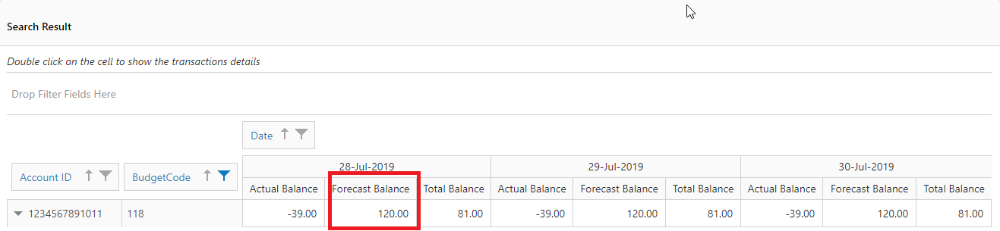 Search Result
Double click on the cell to show the transactions details
Drop Filter Fields Here
Date
Account ID BudgetCode 28-Jul-2019 29-Jul-2019 30-Jul-2019
Actual Balance Forecast Balance Total Balance Actual Balance Forecast Balance Total Balance Actual Balance Forecast Balance Total Balance
1234567891011 118 -39.00 120.00 81.00 -39.00 120.00 81.00 -39.00 120.00 81.00